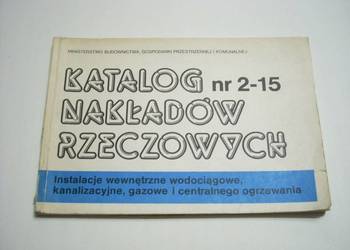 MINISTERSTWO BUDOWNICTWA, GOSPODARKI PRZESTRZENNEJ I KOMUNALNEJ
KATALOG nr 2-15
NAKŁADÓW
RZECZOWYCH
Instalacje wewnętrzne wodociągowe,
kanalizacyjne, gazowe i centralnego ogrzewania